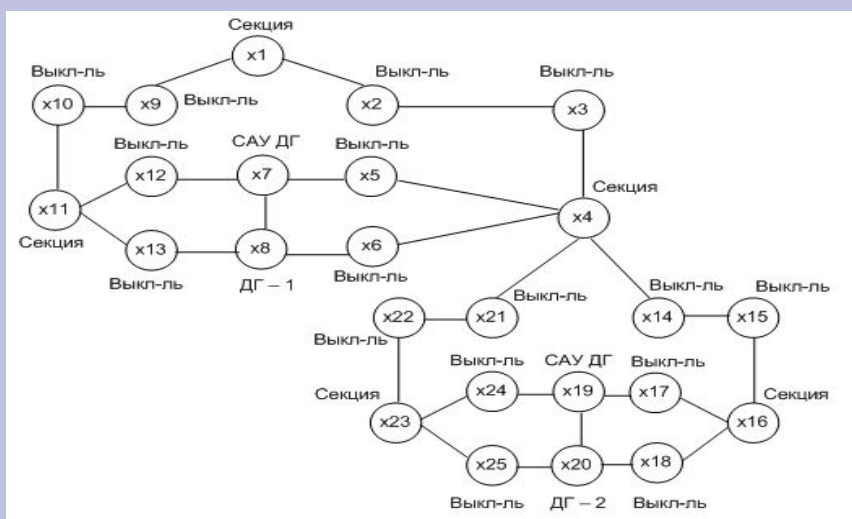 Секция
x1
Выкл-ль
Выкл-ль
Выкл-ль
x10
x9
Выкл-ль
x2
x3
Выкл-ль
САУ ДГ
Выкл-ль
x12
x7
x5
Секция
x11
x4
Секция
x13
x8
x6
Выкл-ль
ДГ – 1
Выкл-ль
Выкл-ль
Выкл-ль
Выкл-ль
x22
x21
x14
x15
Выкл-ль
Выкл-ль
САУ ДГ
Выкл-ль
Секция
x24
x19
x17
Секция
x23
x16
x25
x20
x18
Выкл-ль
ДГ – 2
Выкл-ль